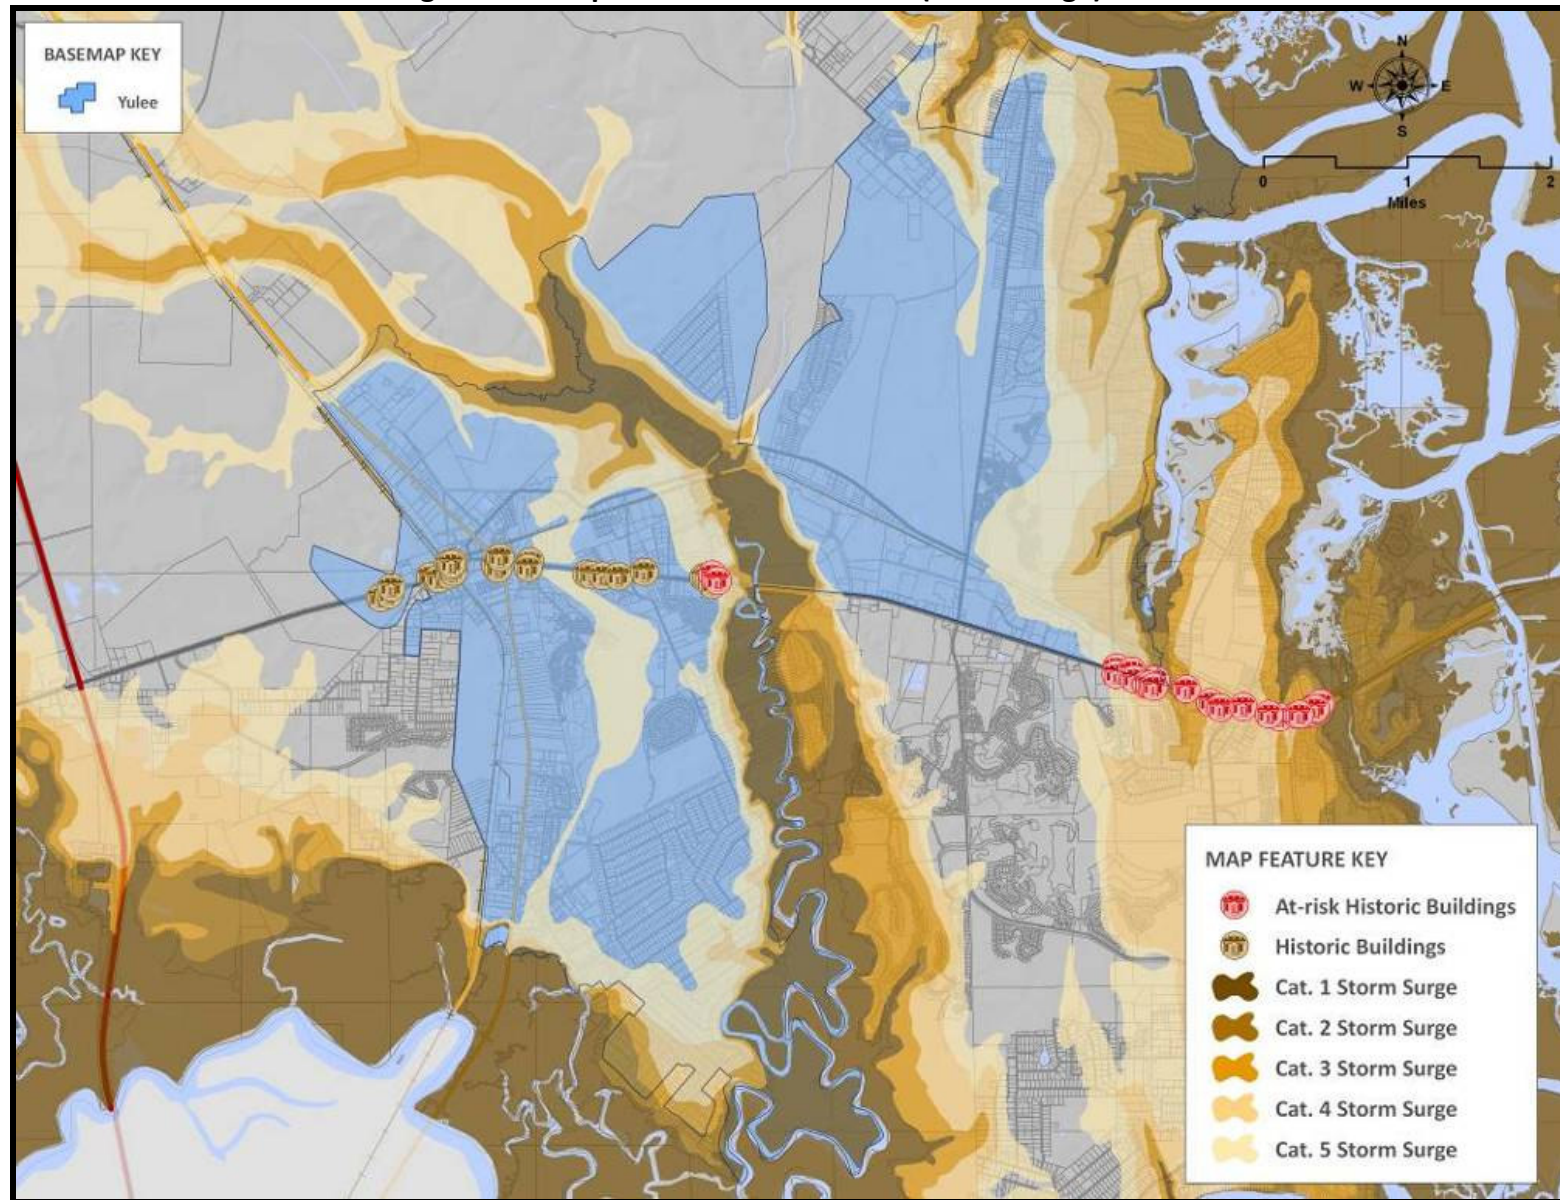 BASEMAP KEY
Yulee
N
W E
S
0 1 2
Miles
MAP FEATURE KEY
At-risk Historic Buildings
Historic Buildings
Cat. 1 Storm Surge
Cat. 2 Storm Surge
Cat. 3 Storm Surge
Cat. 4 Storm Surge
Cat. 5 Storm Surge